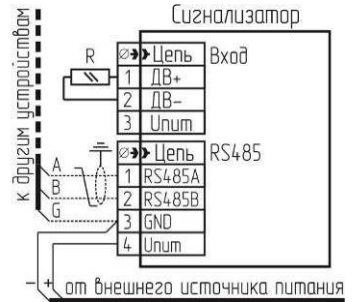 Сигнализатор
к другим устройствам
R
Цепь Вход
1 ДВ+
2 ДВ-
3 Uпит
Цепь RS485
A
1 RS485A
B
2 RS485B
G
3 GND
4 Uпит
- + от внешнего источника питания